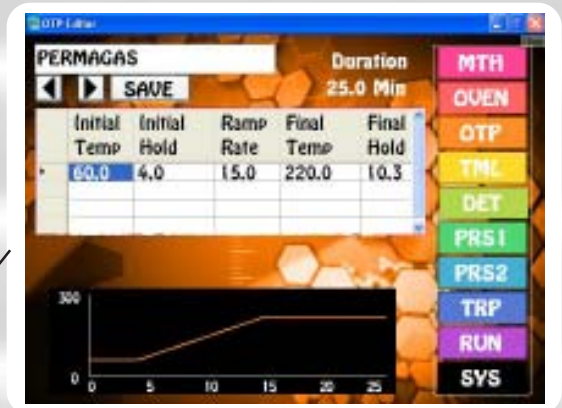 OTP Editor
PERMAGAS
Duration
25.0 Min
SAVE
Initial Temp Initial Hold Ramp Rate Final Temp Final Hold
60.0 4.0 15.0 220.0 10.3
300
0
0 5 10 15 20 25
MTH
OVEN
OTP
TML
DET
PRS1
PRS2
TRP
RUN
SYS